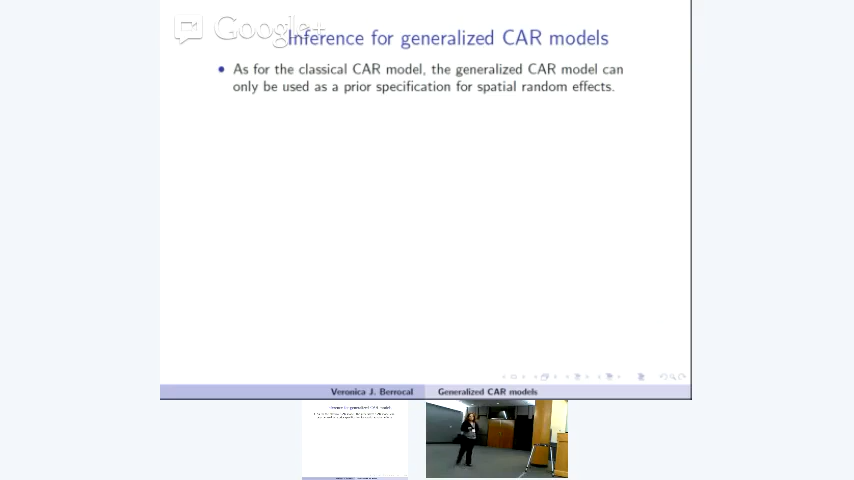 Google+
Inference for generalized CAR models
As for the classical CAR model, the generalized CAR model can
only be used as a prior specification for spatial random effects.
Veronica J. Berrocal
Generalized CAR models